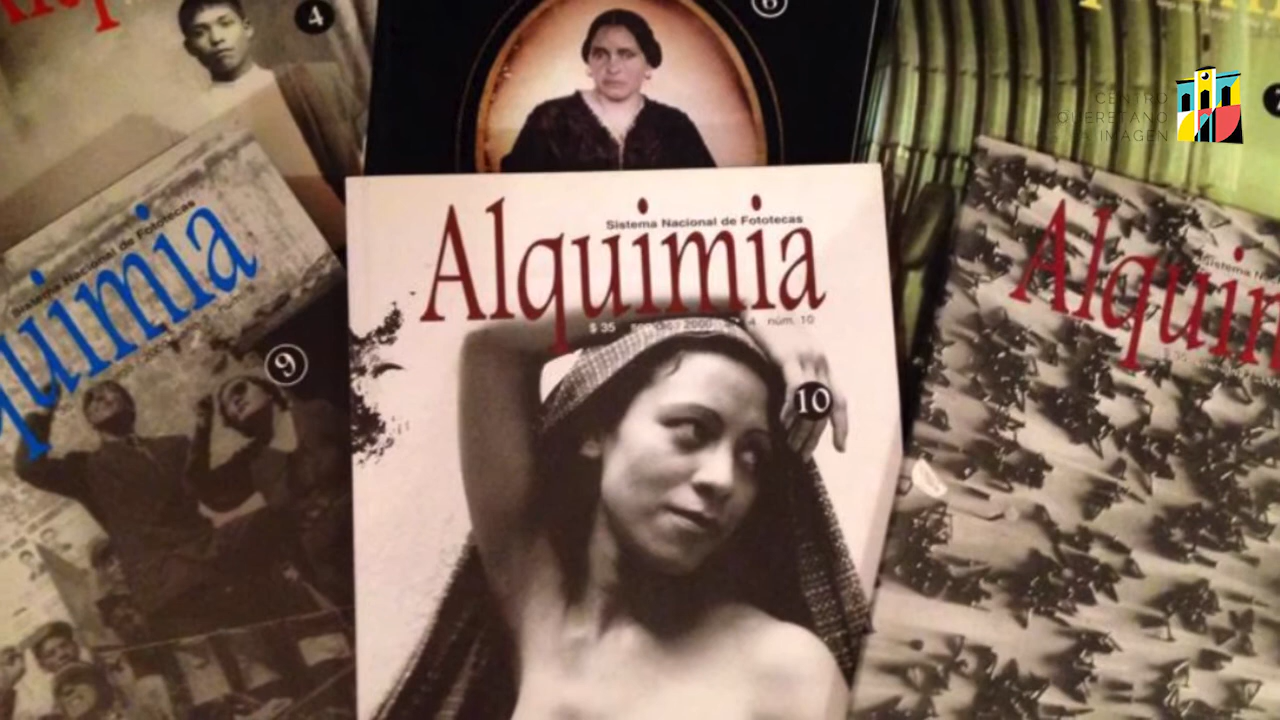 4
6
CENTRO
QUERETANO
IMAGEN
Sistema Nacional de Fototecas
quimia
9
Alquimia
Sistema Nacional de Fototecas
$ 35
2000
núm. 10
10
Alquim
Sistema N
$ 35